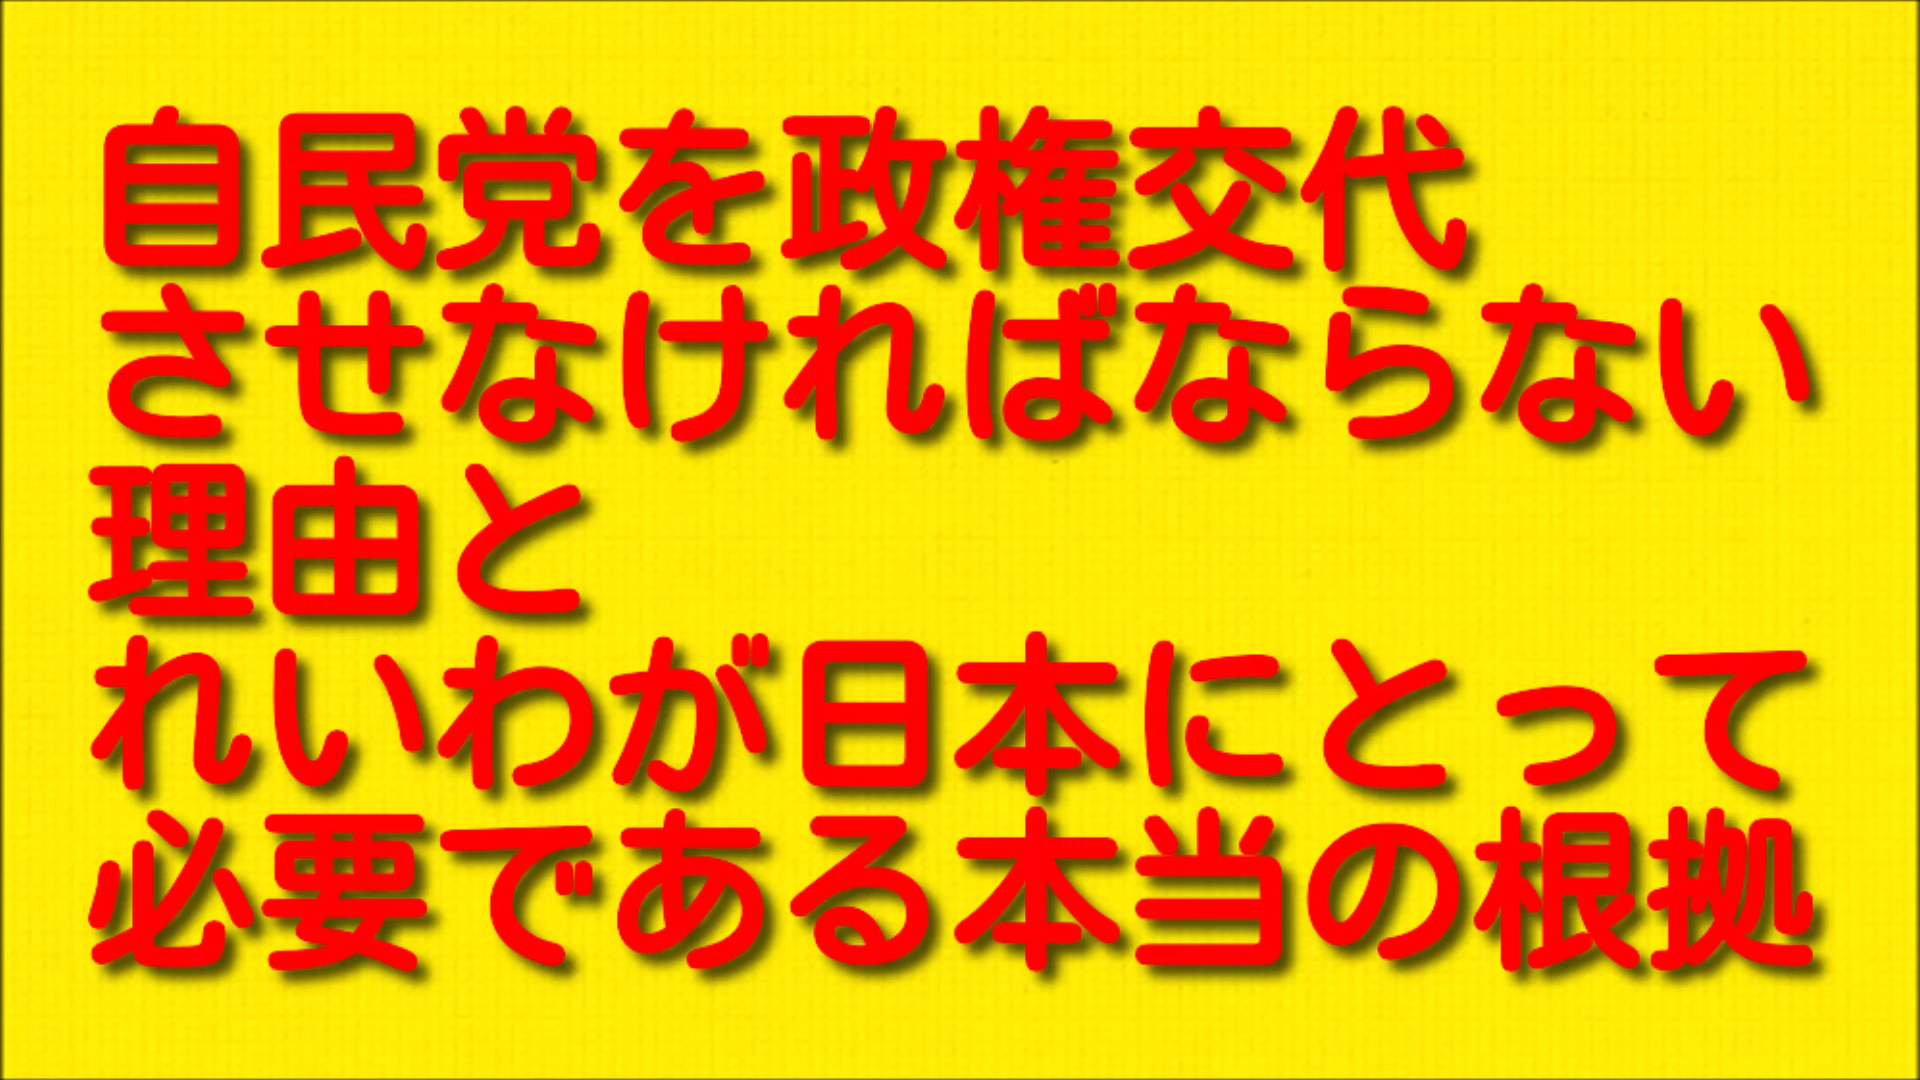 自民党を政権交代
させなければならない
理由と
れいわが日本にとって
必要である本当の根拠